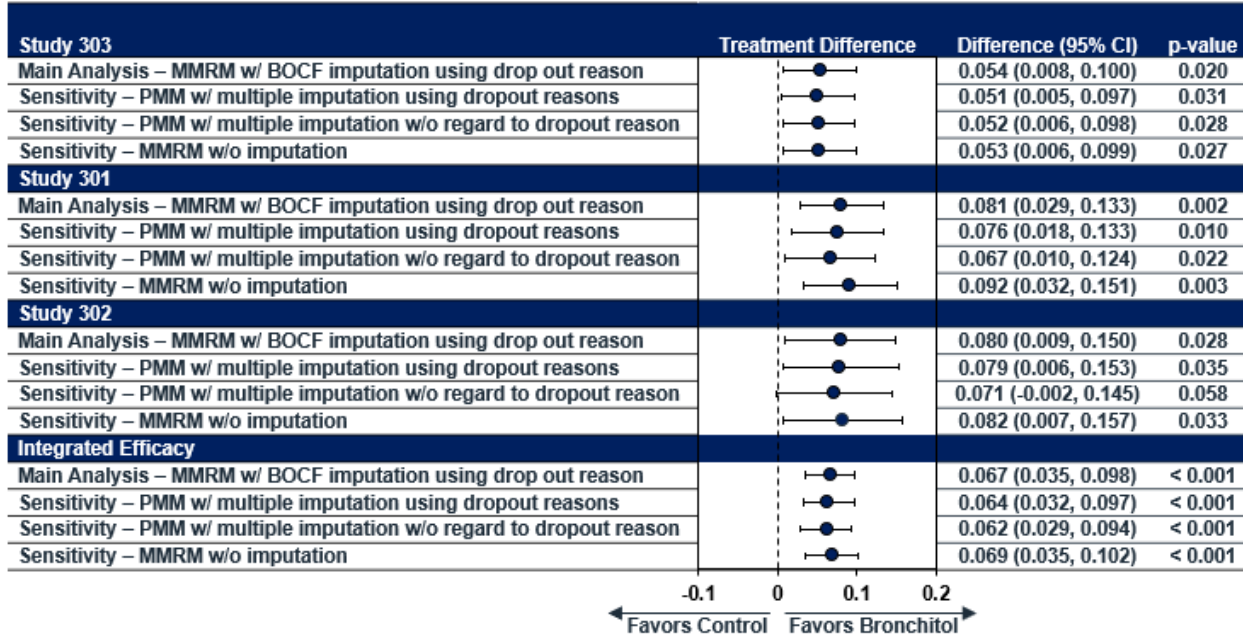 Study 303 Treatment Difference Difference (95% CI) p-value
Main Analysis – MMRM w/ BOCF imputation using drop out reason 0.054 (0.008, 0.100) 0.020
Sensitivity – PMM w/ multiple imputation using dropout reasons 0.051 (0.005, 0.097) 0.031
Sensitivity – PMM w/ multiple imputation w/o regard to dropout reason 0.052 (0.006, 0.098) 0.028
Sensitivity – MMRM w/o imputation 0.053 (0.006, 0.099) 0.027
Study 301
Main Analysis – MMRM w/ BOCF imputation using drop out reason 0.081 (0.029, 0.133) 0.002
Sensitivity – PMM w/ multiple imputation using dropout reasons 0.076 (0.018, 0.133) 0.010
Sensitivity – PMM w/ multiple imputation w/o regard to dropout reason 0.067 (0.010, 0.124) 0.022
Sensitivity – MMRM w/o imputation 0.092 (0.032, 0.151) 0.003
Study 302
Main Analysis – MMRM w/ BOCF imputation using drop out reason 0.080 (0.009, 0.150) 0.028
Sensitivity – PMM w/ multiple imputation using dropout reasons 0.079 (0.006, 0.153) 0.035
Sensitivity – PMM w/ multiple imputation w/o regard to dropout reason 0.071 (-0.002, 0.145) 0.058
Sensitivity – MMRM w/o imputation 0.082 (0.007, 0.157) 0.033
Integrated Efficacy
Main Analysis – MMRM w/ BOCF imputation using drop out reason 0.067 (0.035, 0.098) < 0.001
Sensitivity – PMM w/ multiple imputation using dropout reasons 0.064 (0.032, 0.097) < 0.001
Sensitivity – PMM w/ multiple imputation w/o regard to dropout reason 0.062 (0.029, 0.094) < 0.001
Sensitivity – MMRM w/o imputation 0.069 (0.035, 0.102) < 0.001
-0.1 0 0.1 0.2
Favors Control Favors Bronchitol